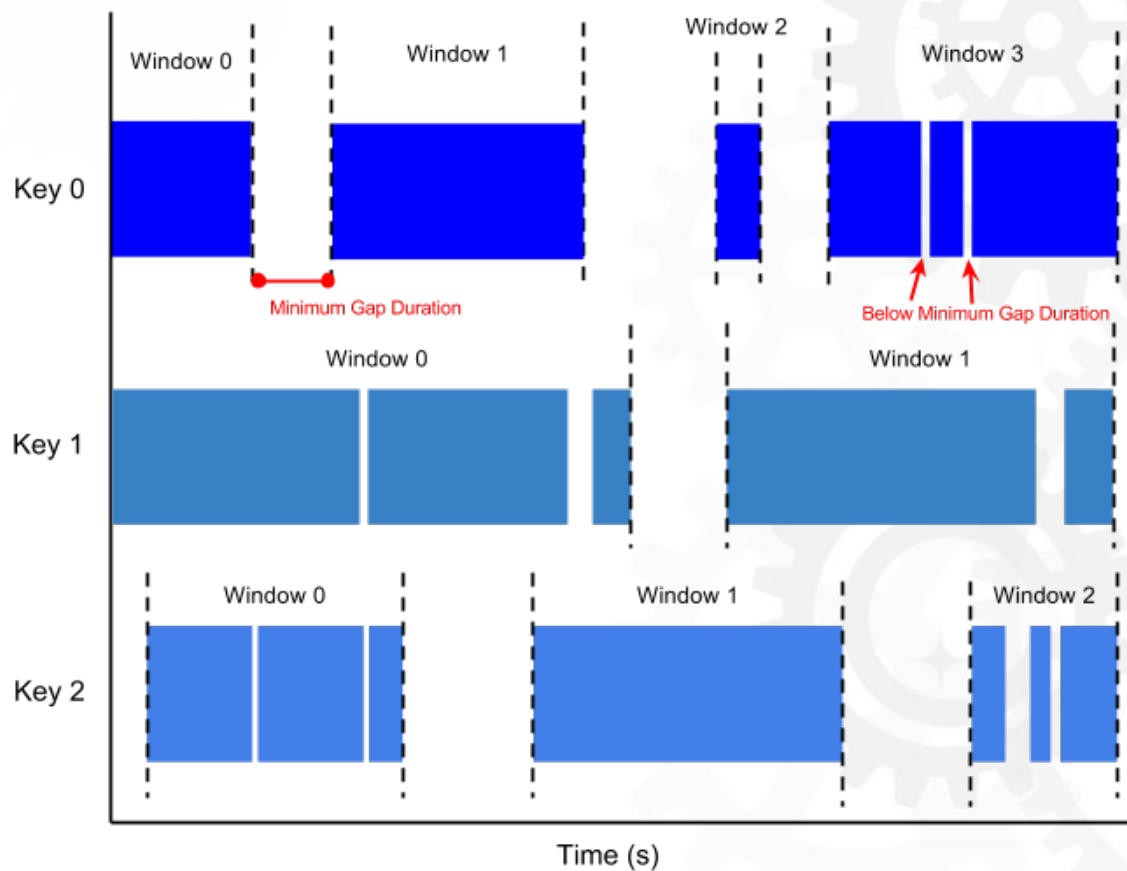 Window 0
Window 1
Window 2
Window 3
Key 0
Minimum Gap Duration
Below Minimum Gap Duration
Window 0
Window 1
Key 1
Window 0
Window 1
Window 2
Key 2
Time (s)